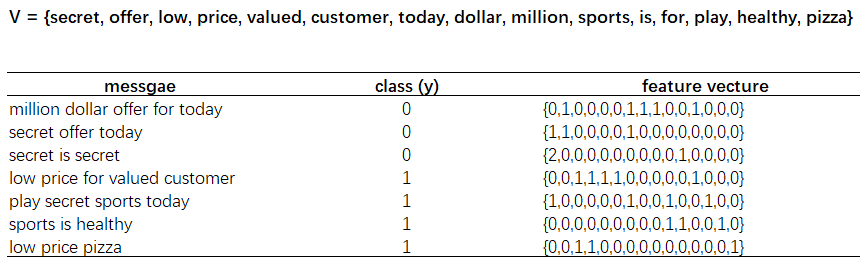 V = {secret, offer, low, price, valued, customer, today, dollar, million, sports, is, for, play, healthy, pizza}
messgae class (y) feature vecture
million dollar offer for today 0 {0,1,0,0,0,0,1,1,1,0,0,1,0,0,0}
secret offer today 0 {1,1,0,0,0,0,1,0,0,0,0,0,0,0,0}
secret is secret 0 {2,0,0,0,0,0,0,0,0,0,1,0,0,0,0}
low price for valued customer 1 {0,0,1,1,1,1,0,0,0,0,0,1,0,0,0}
play secret sports today 1 {1,0,0,0,0,0,1,0,0,1,0,0,1,0,0}
sports is healthy 1 {0,0,0,0,0,0,0,0,0,1,1,0,0,1,0}
low price pizza 1 {0,0,1,1,0,0,0,0,0,0,0,0,0,0,1}